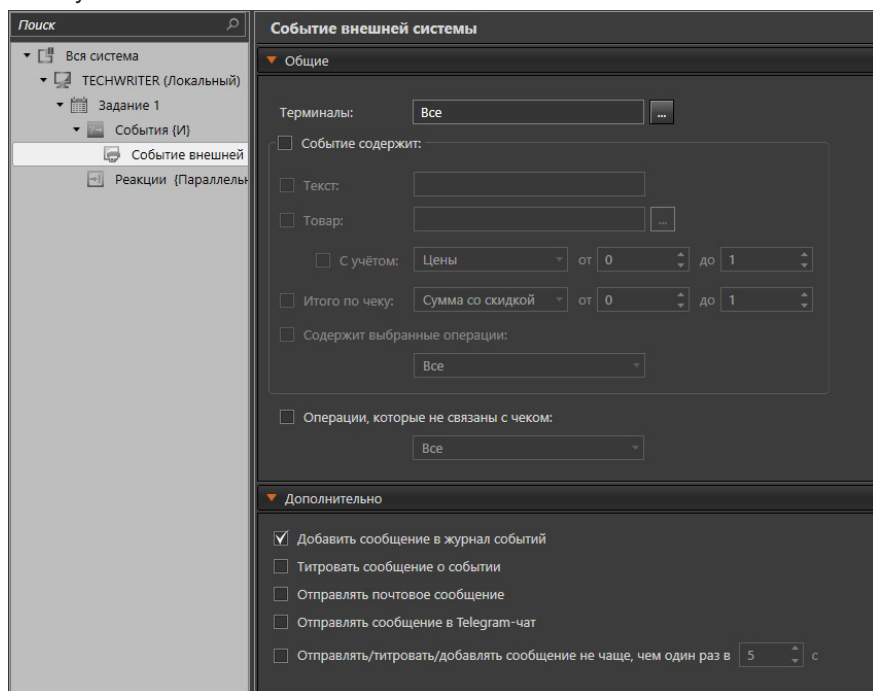 Поиск
Событие внешней системы
Вся система
TECHWRITER (Локальный)
Задание 1
События {И}
Событие внешней
Реакции {Параллельн
Общие
Терминалы: Все ...
Событие содержит:
Текст:
Товар: ...
С учётом: Цены от 0 до 1
Итого по чеку: Сумма со скидкой от 0 до 1
Содержит выбранные операции:
Все
Операции, которые не связаны с чеком:
Все
Дополнительно
Добавить сообщение в журнал событий
Титровать сообщение о событии
Отправлять почтовое сообщение
Отправлять сообщение в Telegram-чат
Отправлять/титровать/добавлять сообщение не чаще, чем один раз в 5 с